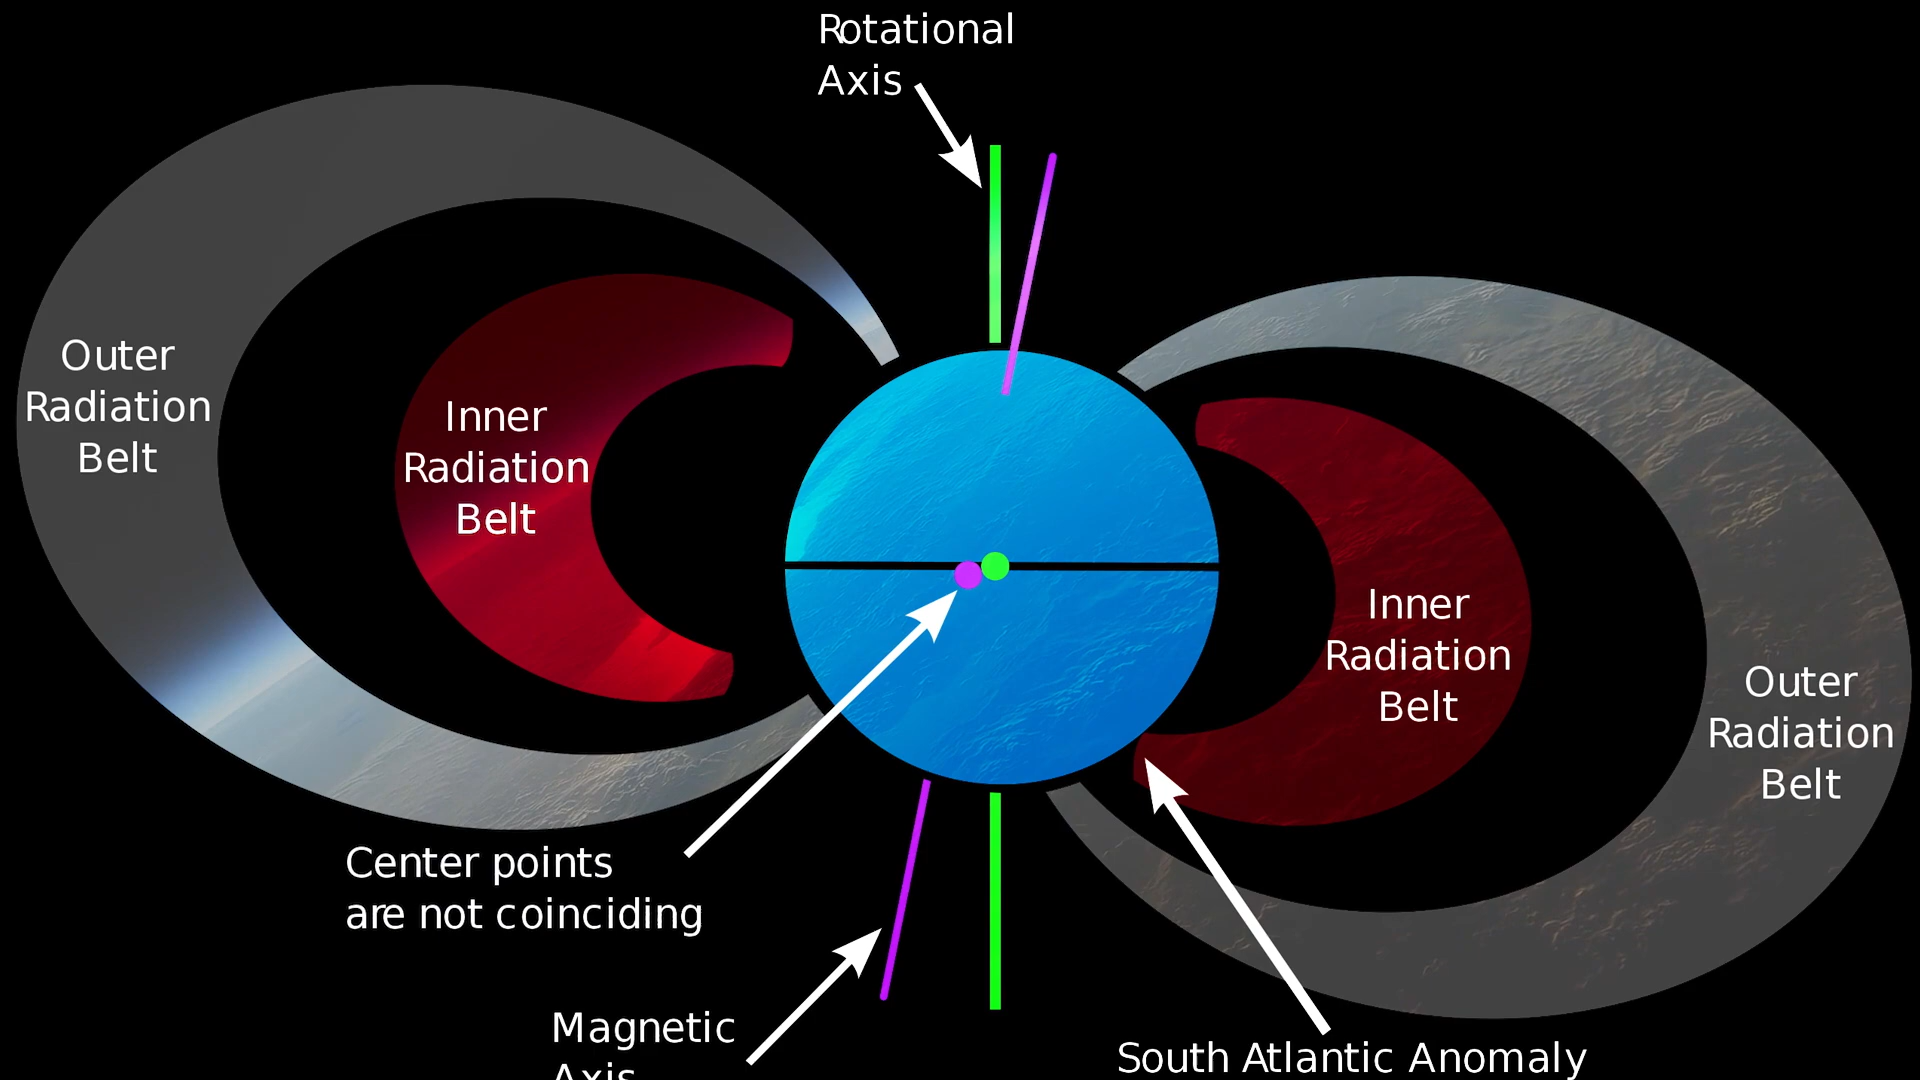 Rotational
Axis
Outer
Radiation
Belt
Inner
Radiation
Belt
Inner
Radiation
Belt
Outer
Radiation
Belt
Center points
are not coinciding
Magnetic
Axis
South Atlantic Anomaly